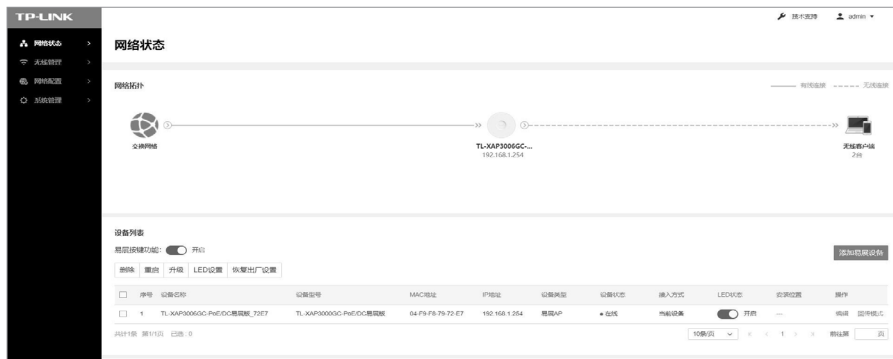 TP-LINK
技术支持 admin
网络状态
无线管理
网络配置
系统管理
网络状态
网络拓扑
有线连接 无线连接
交换网络
TL-XAP3006GC-...
192.168.1.254
无线客户端
2台
设备列表
易展按键功能： 开启
添加易展设备
删除 重启 升级 LED设置 恢复出厂设置
序号 设备名称 设备型号 MAC地址 IP地址 设备类型 设备状态 接入方式 LED状态 安装位置 操作
1 TL-XAP3006GC-PoE/DC易展版_72E7 TL-XAP3000GC-PoE/DC易展版 04-F9-F8-79-72-E7 192.168.1.254 易展AP 在线 当前设备 开启 --- 编辑
共计1条 第1/1页 已选：0
10条/页 1 前往第 页